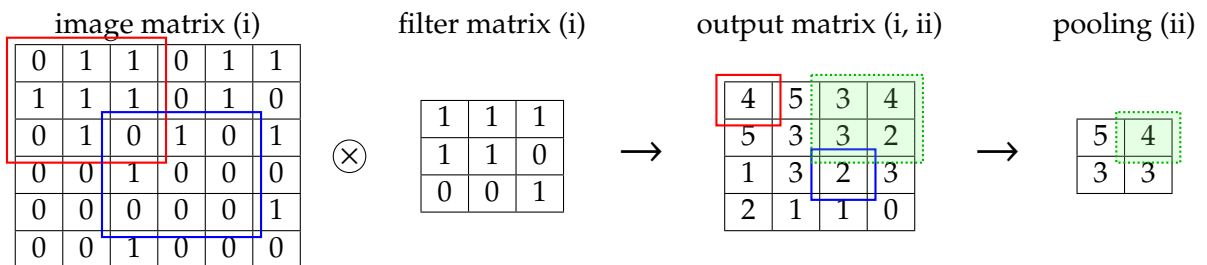 image matrix (i) filter matrix (i) output matrix (i, ii) pooling (ii)
0 1 1 0 1 1
1 1 1 0 1 0
0 1 0 1 0 1
0 0 1 0 0 0
0 0 0 0 0 1
0 0 1 0 0 0
⊗
1 1 1
1 1 0
0 0 1
→
4 5 3 4
5 3 3 2
1 3 2 3
2 1 1 0
→
5 4
3 3